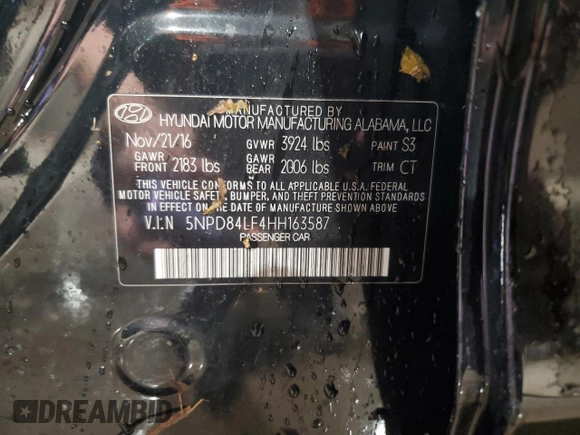 MANUFACTURED BY
HYUNDAI MOTOR MANUFACTURING ALABAMA, LLC
Nov/21/16 GVWR 3924 lbs PAINT S3
GAWR FRONT 2183 lbs GAWR REAR 2006 lbs TRIM CT
THIS VEHICLE CONFORMS TO ALL APPLICABLE U.S.A. FEDERAL
MOTOR VEHICLE SAFETY, BUMPER, AND THEFT PREVENTION STANDARDS
IN EFFECT ON THE DATE OF MANUFACTURE SHOWN ABOVE
V.I.N 5NPD84LF4HH163587
PASSENGER CAR
DREAMBID